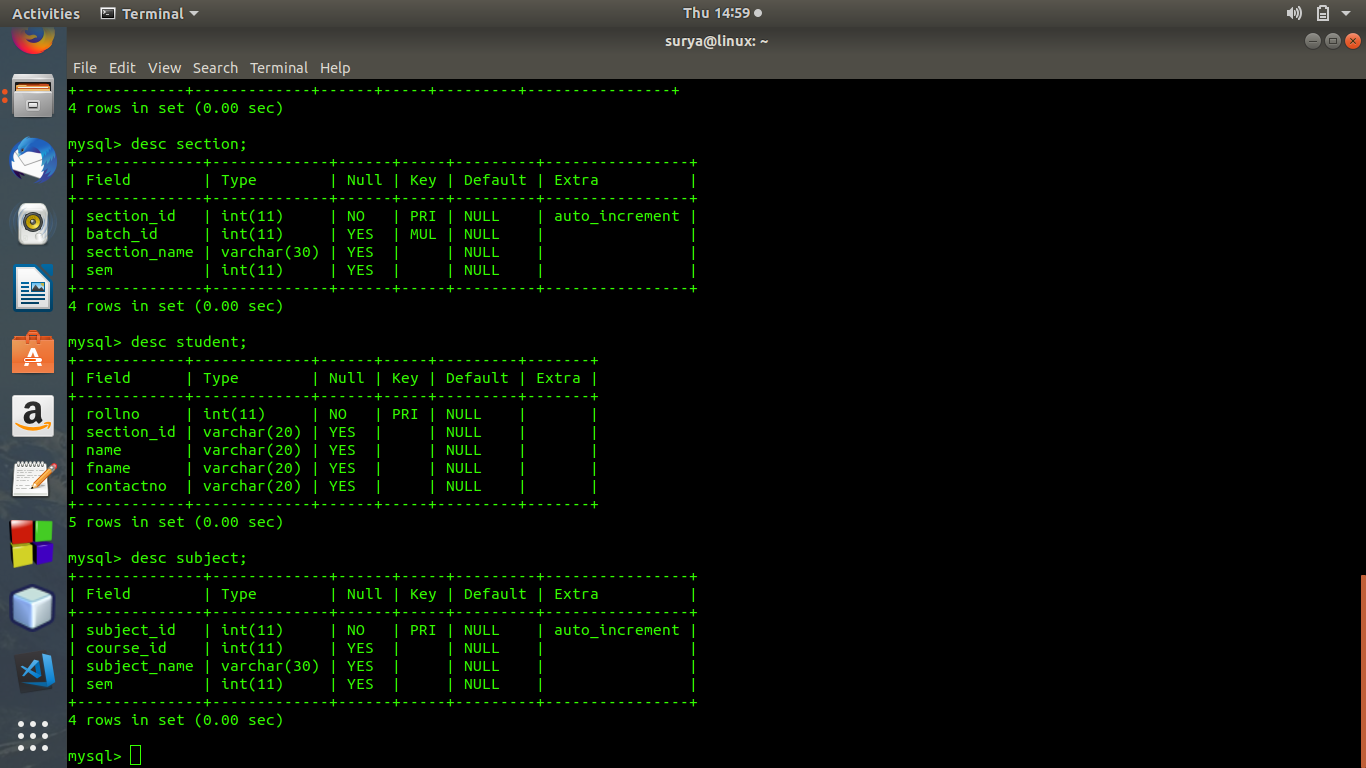 Activities Terminal Thu 14:59
surya@linux: ~
File Edit View Search Terminal Help
+------------+-------------+------+-----+---------+----------------+
4 rows in set (0.00 sec)
mysql> desc section;
+--------------+-------------+------+-----+---------+----------------+
| Field        | Type        | Null | Key | Default | Extra          |
+--------------+-------------+------+-----+---------+----------------+
| section_id   | int(11)     | NO   | PRI | NULL    | auto_increment |
| batch_id     | int(11)     | YES  | MUL | NULL    |                |
| section_name | varchar(30) | YES  |     | NULL    |                |
| sem          | int(11)     | YES  |     | NULL    |                |
+--------------+-------------+------+-----+---------+----------------+
4 rows in set (0.00 sec)
mysql> desc student;
+------------+-------------+------+-----+---------+-------+
| Field      | Type        | Null | Key | Default | Extra |
+------------+-------------+------+-----+---------+-------+
| rollno     | int(11)     | NO   | PRI | NULL    |       |
| section_id | varchar(20) | YES  |     | NULL    |       |
| name       | varchar(20) | YES  |     | NULL    |       |
| fname      | varchar(20) | YES  |     | NULL    |       |
| contactno  | varchar(20) | YES  |     | NULL    |       |
+------------+-------------+------+-----+---------+-------+
5 rows in set (0.00 sec)
mysql> desc subject;
+--------------+-------------+------+-----+---------+----------------+
| Field        | Type        | Null | Key | Default | Extra          |
+--------------+-------------+------+-----+---------+----------------+
| subject_id   | int(11)     | NO   | PRI | NULL    | auto_increment |
| course_id    | int(11)     | YES  |     | NULL    |                |
| subject_name | varchar(30) | YES  |     | NULL    |                |
| sem          | int(11)     | YES  |     | NULL    |                |
+--------------+-------------+------+-----+---------+----------------+
4 rows in set (0.00 sec)
mysql>